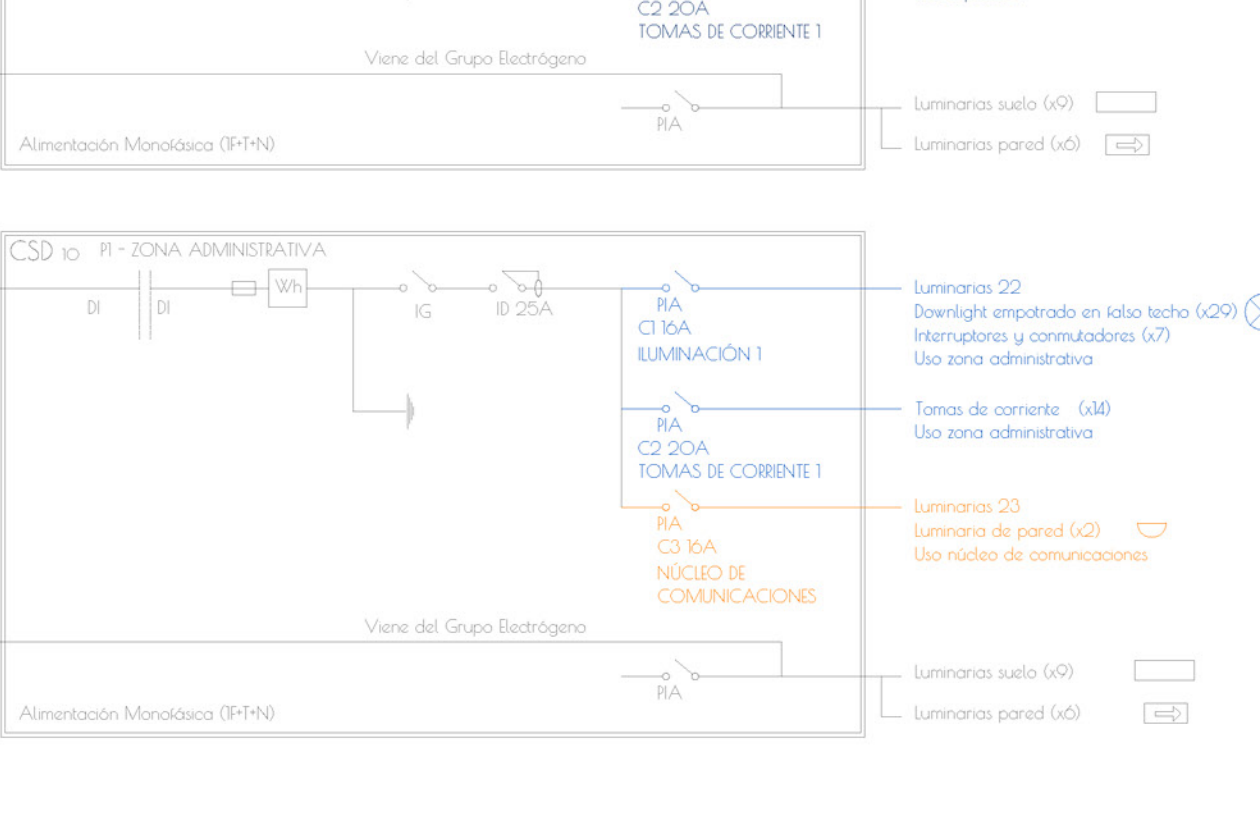 C2 20A
TOMAS DE CORRIENTE 1
Viene del Grupo Electrógeno
PIA
Luminarias suelo (x9)
Alimentación Monofásica (1F+T+N)
Luminarias pared (x6)
CSD 10 P1 - ZONA ADMINISTRATIVA
DI
DI
Wh
IG
ID 25A
PIA
C1 16A
ILUMINACIÓN 1
Luminarias 22
Downlight empotrado en falso techo (x29)
Interruptores y conmutadores (x7)
Uso zona administrativa
PIA
C2 20A
TOMAS DE CORRIENTE 1
Tomas de corriente (x14)
Uso zona administrativa
PIA
C3 16A
NÚCLEO DE
COMUNICACIONES
Luminarias 23
Luminaria de pared (x2)
Uso núcleo de comunicaciones
Viene del Grupo Electrógeno
PIA
Luminarias suelo (x9)
Alimentación Monofásica (1F+T+N)
Luminarias pared (x6)